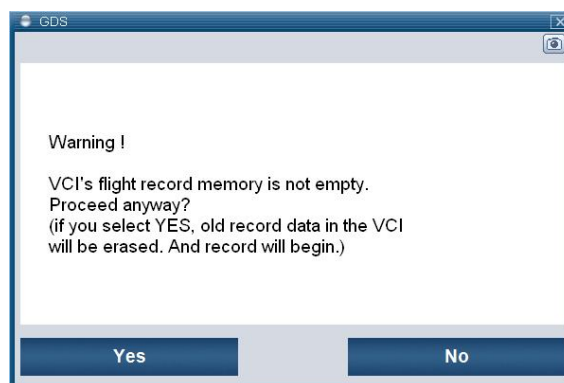 GDS
Warning !
VCI's flight record memory is not empty.
Proceed anyway?
(if you select YES, old record data in the VCI
will be erased. And record will begin.)
Yes
No